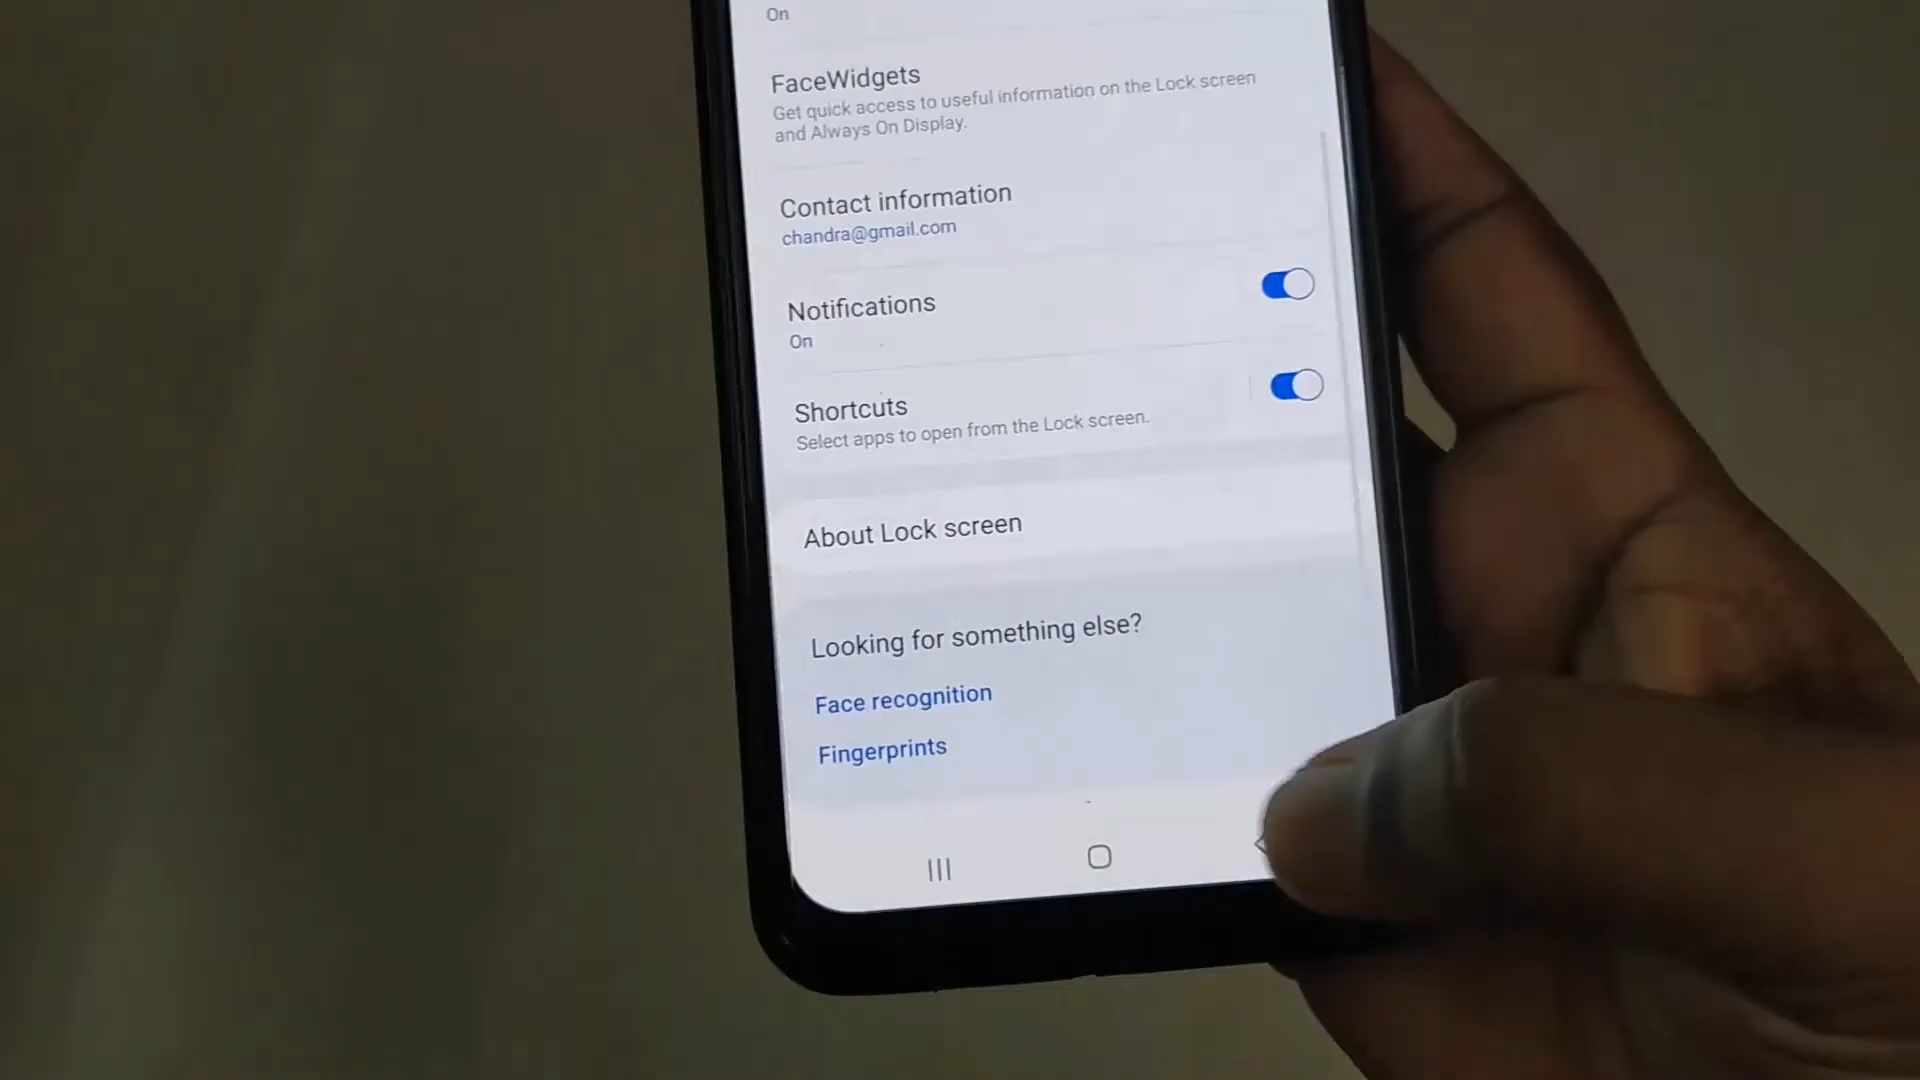 On
FaceWidgets
Get quick access to useful information on the Lock screen
and Always On Display.
Contact information
chandra@gmail.com
Notifications
On
Shortcuts
Select apps to open from the Lock screen.
About Lock screen
Looking for something else?
Face recognition
Fingerprints